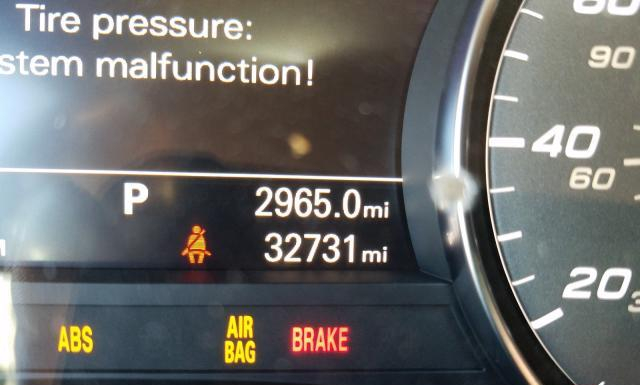 Tire pressure:
stem malfunction!
P 2965.0mi
32731mi
ABS AIR BAG BRAKE
90
40
60
20